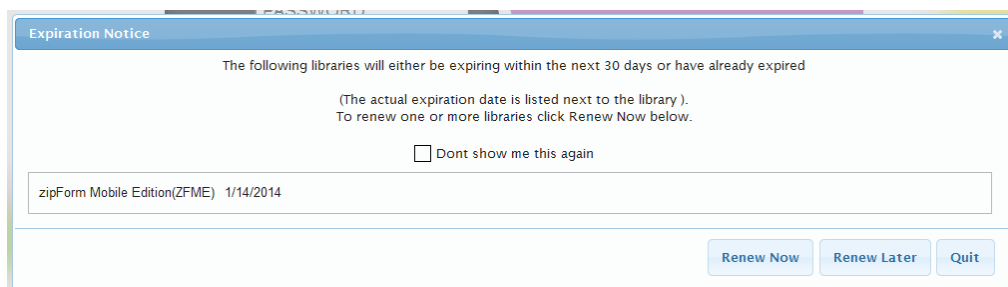 PASSWORD
Expiration Notice
The following libraries will either be expiring within the next 30 days or have already expired
(The actual expiration date is listed next to the library ).
To renew one or more libraries click Renew Now below.
Dont show me this again
zipForm Mobile Edition(ZFME) 1/14/2014
Renew Now Renew Later Quit